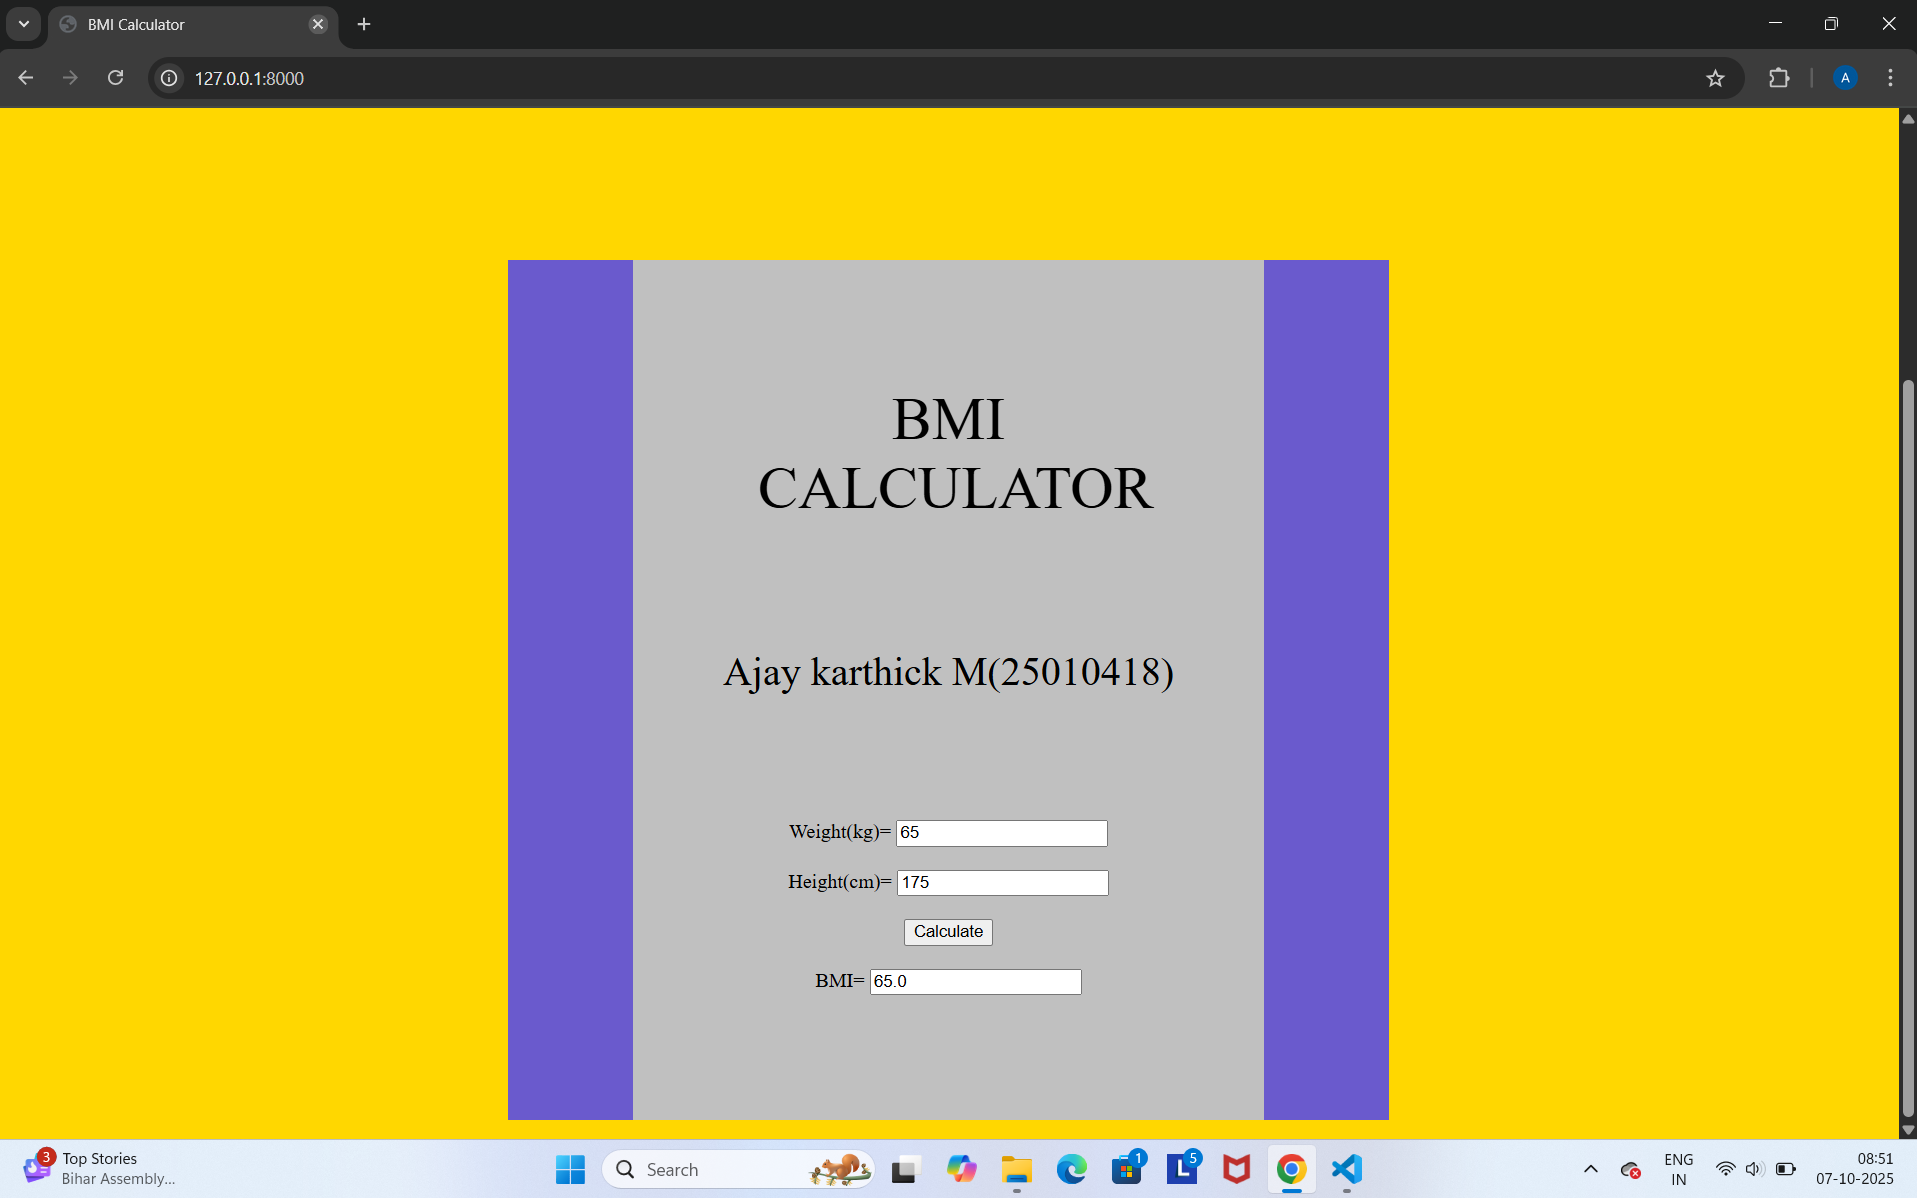 BMI Calculator
127.0.0.1:8000
A
BMI
CALCULATOR
Ajay karthick M(25010418)
Weight(kg)= 65
Height(cm)= 175
Calculate
BMI= 65.0
3
Top Stories
Bihar Assembly...
Search
1
L
5
ENG
IN
08:51
07-10-2025